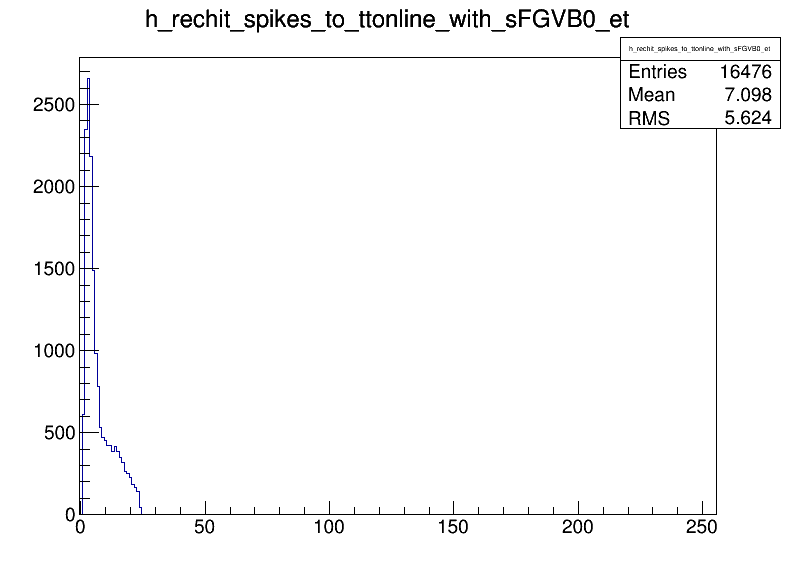 h_rechit_spikes_to_ttonline_with_sFGVB0_et
h_rechit_spikes_to_ttonline_with_sFGVB0_et
Entries 16476
Mean 7.098
RMS 5.624
2500
2000
1500
1000
500
0
0 50 100 150 200 250